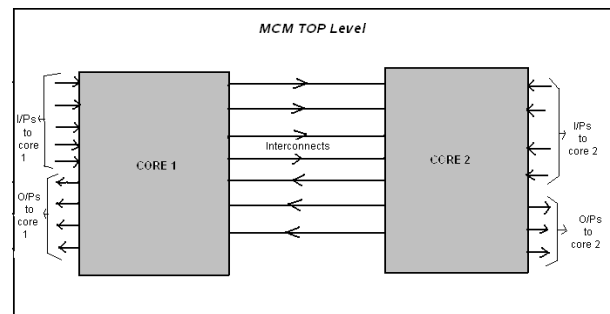 MCM TOP Level
I/Ps
to
core
1
O/Ps
to
core
1
CORE 1
Interconnects
CORE 2
I/Ps
to
core 2
O/Ps
to
core 2